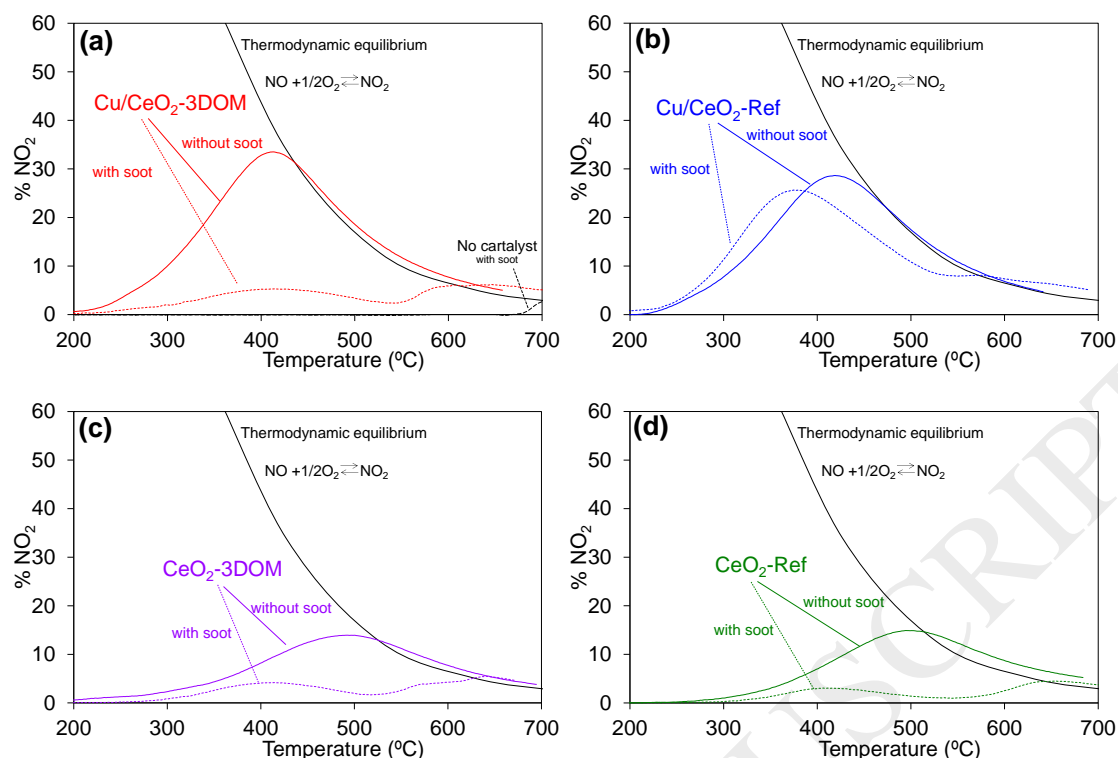 (a)
Thermodynamic equilibrium
NO +1/2O₂ ⇄ NO₂
Cu/CeO₂-3DOM
without soot
with soot
No cartalyst
with soot
% NO₂
60
50
40
30
20
10
0
200 300 400 500 600 700
Temperature (ºC)
(b)
Thermodynamic equilibrium
NO +1/2O₂ ⇄ NO₂
Cu/CeO₂-Ref
without soot
with soot
% NO₂
60
50
40
30
20
10
0
200 300 400 500 600 700
Temperature (ºC)
(c)
Thermodynamic equilibrium
NO +1/2O₂ ⇄ NO₂
CeO₂-3DOM
without soot
with soot
% NO₂
60
50
40
30
20
10
0
200 300 400 500 600 700
Temperature (ºC)
(d)
Thermodynamic equilibrium
NO +1/2O₂ ⇄ NO₂
CeO₂-Ref
without soot
with soot
% NO₂
60
50
40
30
20
10
0
200 300 400 500 600 700
Temperature (ºC)
USCRIPT